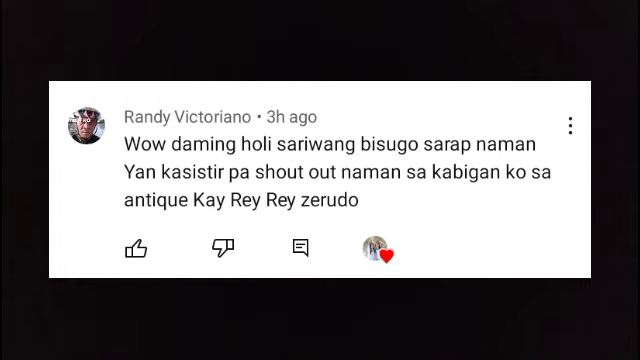 Randy Victoriano • 3h ago
Wow daming holi sariwang bisugo sarap naman
Yan kasistir pa shout out naman sa kabigan ko sa
antique Kay Rey Rey zerudo